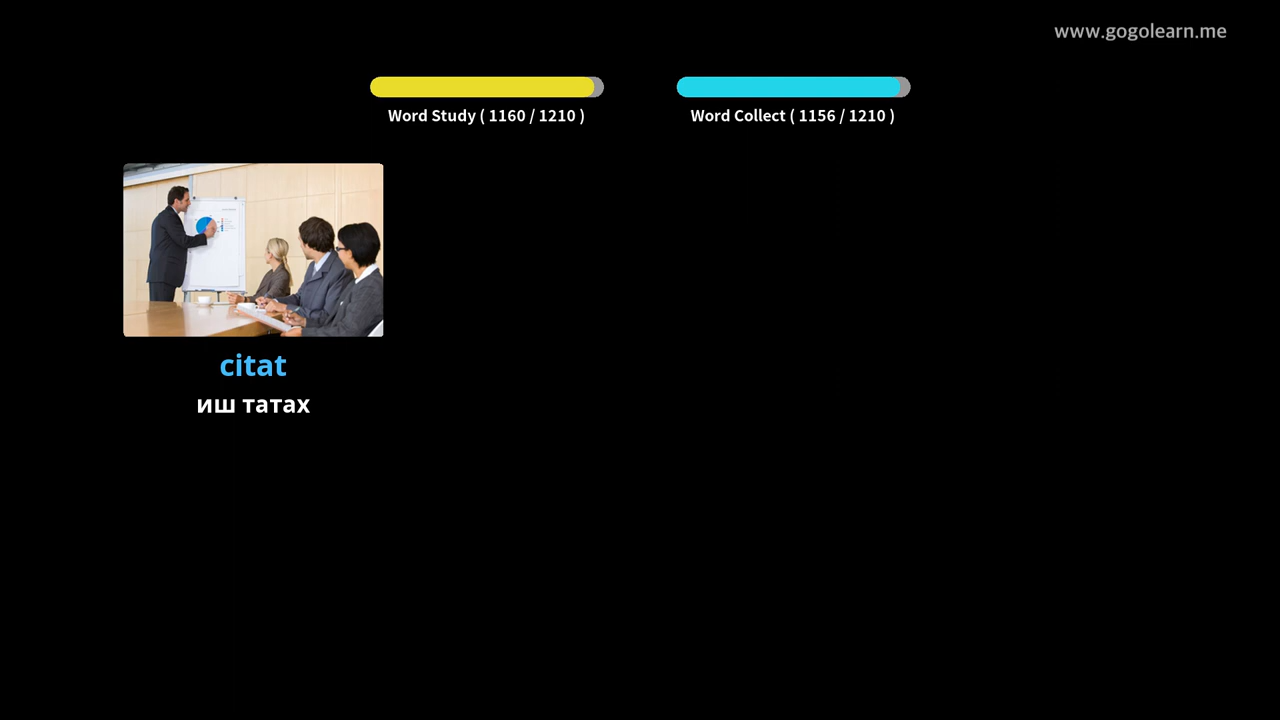 www.gogolearn.me
Word Study ( 1160 / 1210 )
Word Collect ( 1156 / 1210 )
citat
иш татах